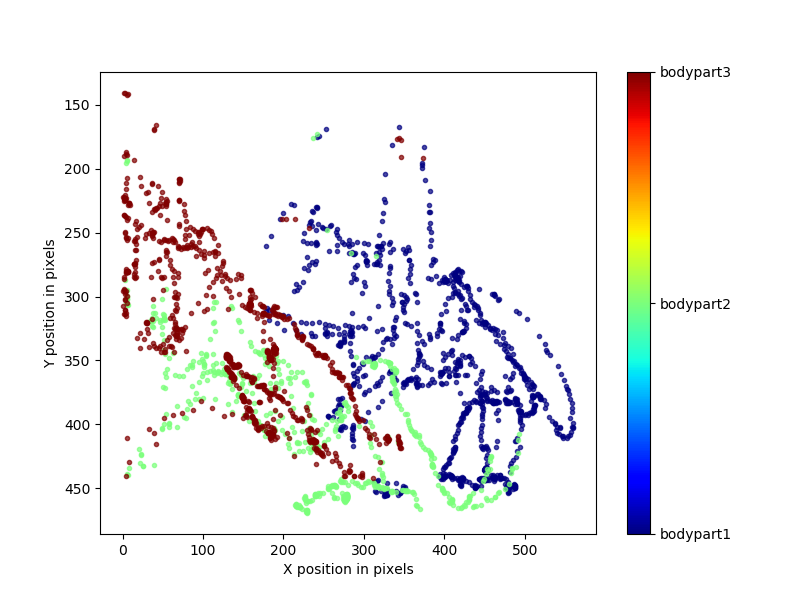 bodypart3
150
200
250
300
bodypart2
350
400
450
bodypart1
0 100 200 300 400 500
X position in pixels
Y position in pixels